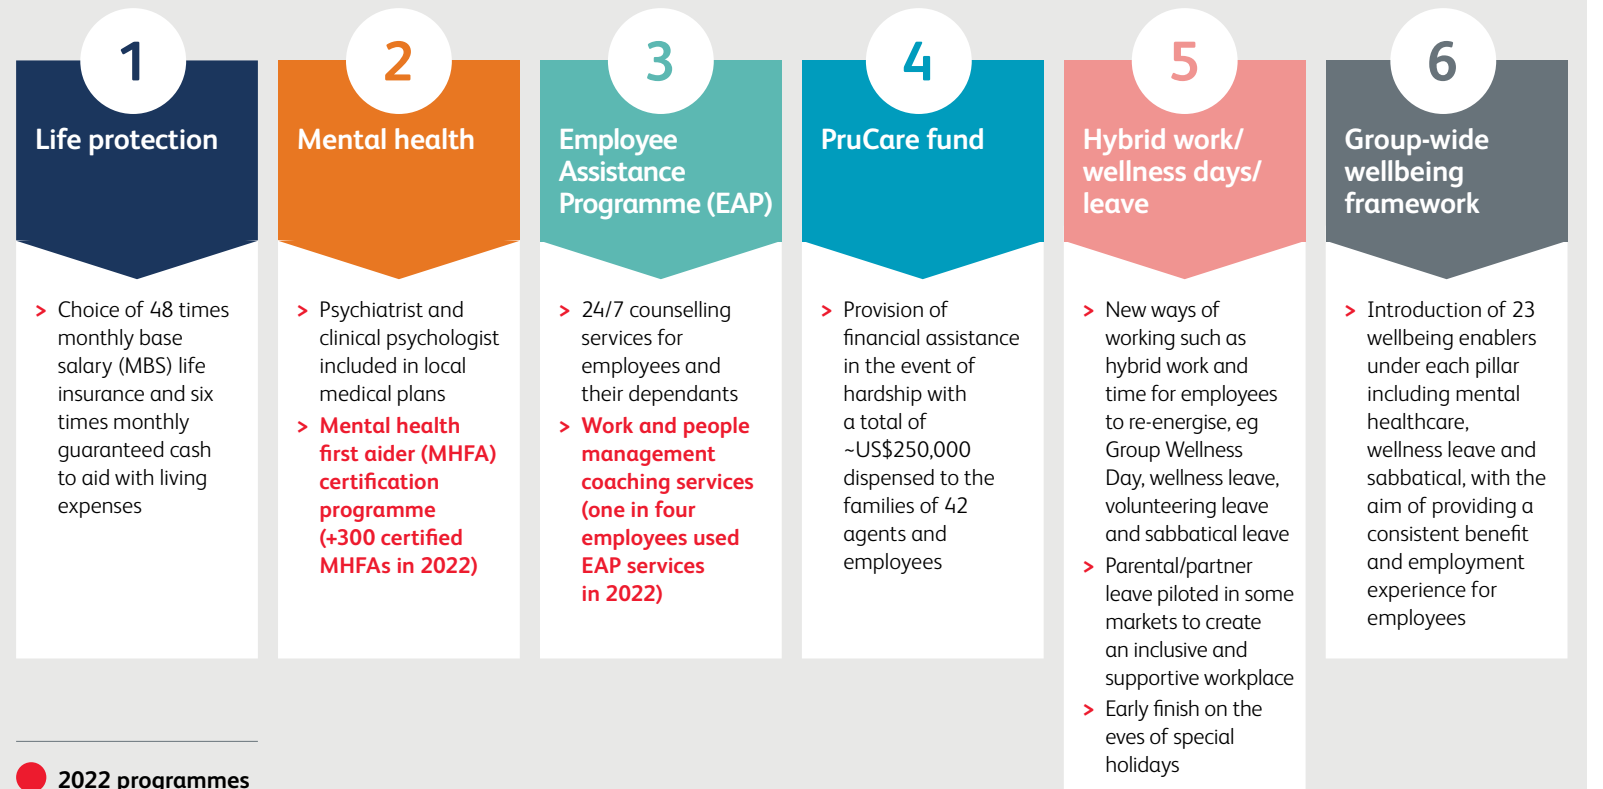 1
Life protection
> Choice of 48 times
monthly base
salary (MBS) life
insurance and six
times monthly
guaranteed cash
to aid with living
expenses
2
Mental health
> Psychiatrist and
clinical psychologist
included in local
medical plans
> Mental health
first aider (MHFA)
certification
programme
(+300 certified
MHFAs in 2022)
3
Employee
Assistance
Programme (EAP)
> 24/7 counselling
services for
employees and
their dependants
> Work and people
management
coaching services
(one in four
employees used
EAP services
in 2022)
4
PruCare fund
> Provision of
financial assistance
in the event of
hardship with
a total of
~US$250,000
dispensed to the
families of 42
agents and
employees
5
Hybrid work/
wellness days/
leave
> New ways of
working such as
hybrid work and
time for employees
to re-energise, eg
Group Wellness
Day, wellness leave,
volunteering leave
and sabbatical leave
> Parental/partner
leave piloted in some
markets to create
an inclusive and
supportive workplace
> Early finish on the
eves of special
holidays
6
Group-wide
wellbeing
framework
> Introduction of 23
wellbeing enablers
under each pillar
including mental
healthcare,
wellness leave and
sabbatical, with the
aim of providing a
consistent benefit
and employment
experience for
employees
2022 programmes